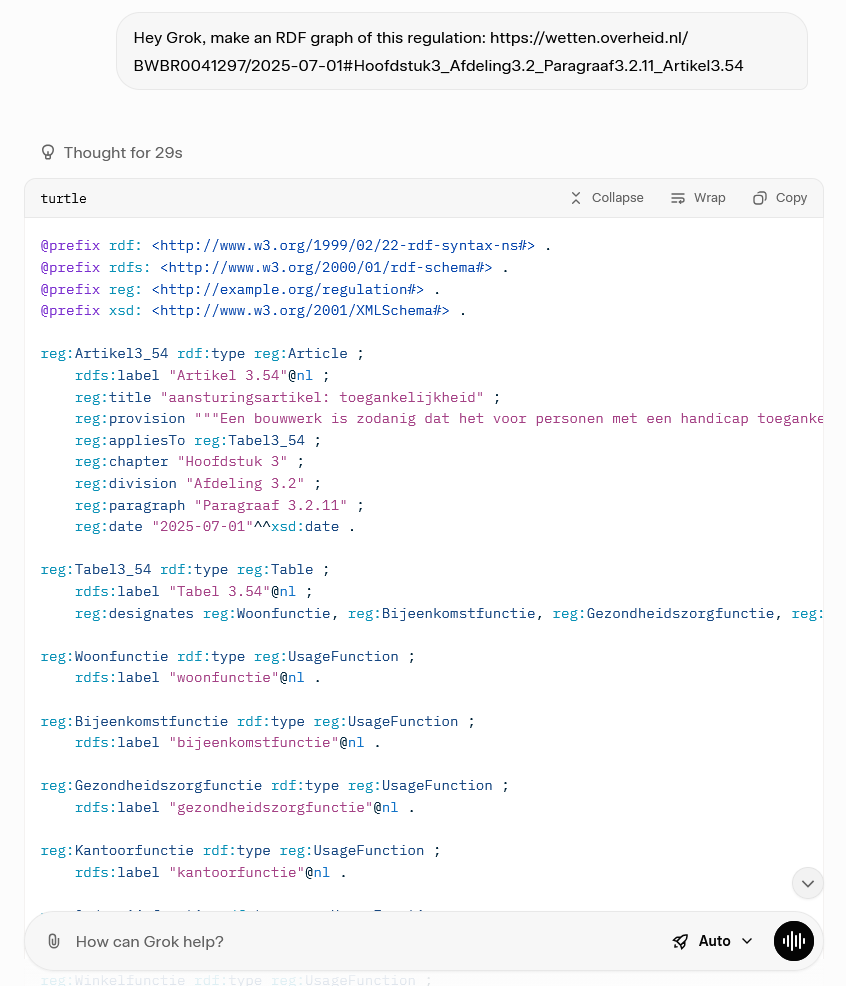 Hey Grok, make an RDF graph of this regulation: https://wetten.overheid.nl/
BWBR0041297/2025-07-01#Hoofdstuk3_Afdeling3.2_Paragraaf3.2.11_Artikel3.54
Thought for 29s
turtle
Collapse
Wrap
Copy
@prefix rdf: <http://www.w3.org/1999/02/22-rdf-syntax-ns#> .
@prefix rdfs: <http://www.w3.org/2000/01/rdf-schema#> .
@prefix reg: <http://example.org/regulation#> .
@prefix xsd: <http://www.w3.org/2001/XMLSchema#> .
reg:Artikel3_54 rdf:type reg:Article ;
rdfs:label "Artikel 3.54"@nl ;
reg:title "aansturingsartikel: toegankelijkheid" ;
reg:provision """Een bouwwerk is zodanig dat het voor personen met een handicap toeganke
reg:appliesTo reg:Tabel3_54 ;
reg:chapter "Hoofdstuk 3" ;
reg:division "Afdeling 3.2" ;
reg:paragraph "Paragraaf 3.2.11" ;
reg:date "2025-07-01"^^xsd:date .
reg:Tabel3_54 rdf:type reg:Table ;
rdfs:label "Tabel 3.54"@nl ;
reg:designates reg:Woonfunctie, reg:Bijeenkomstfunctie, reg:Gezondheidszorgfunctie, reg:
reg:Woonfunctie rdf:type reg:UsageFunction ;
rdfs:label "woonfunctie"@nl .
reg:Bijeenkomstfunctie rdf:type reg:UsageFunction ;
rdfs:label "bijeenkomstfunctie"@nl .
reg:Gezondheidszorgfunctie rdf:type reg:UsageFunction ;
rdfs:label "gezondheidszorgfunctie"@nl .
reg:Kantoorfunctie rdf:type reg:UsageFunction ;
rdfs:label "kantoorfunctie"@nl .
How can Grok help?
Auto
reg:Winkelfunctie rdf:type reg:UsageFunction ;